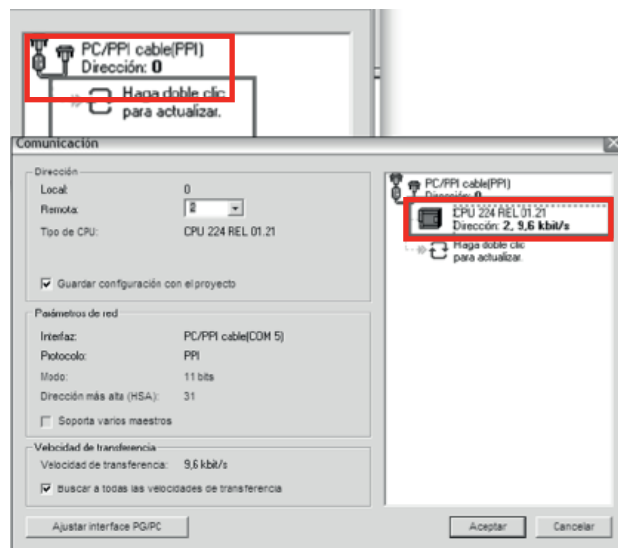 PC/PPI cable(PPI)
Dirección: 0
Haga doble clic
para actualizar.
Comunicación
Dirección
Local: 0
Remota: 2
Tipo de CPU: CPU 224 REL 01.21
Guardar configuración con el proyecto
Parámetros de red
Interfaz: PC/PPI cable(COM 5)
Protocolo: PPI
Modo: 11 bits
Dirección más alta (HSA): 31
Soporta varios maestros
Velocidad de transferencia
Velocidad de transferencia: 9,6 kbit/s
Buscar a todas las velocidades de transferencia
Ajustar interface PG/PC
PC/PPI cable(PPI)
Dirección: 0
CPU 224 REL 01.21
Dirección: 2, 9,6 kbit/s
Haga doble clic
para actualizar.
Aceptar
Cancelar